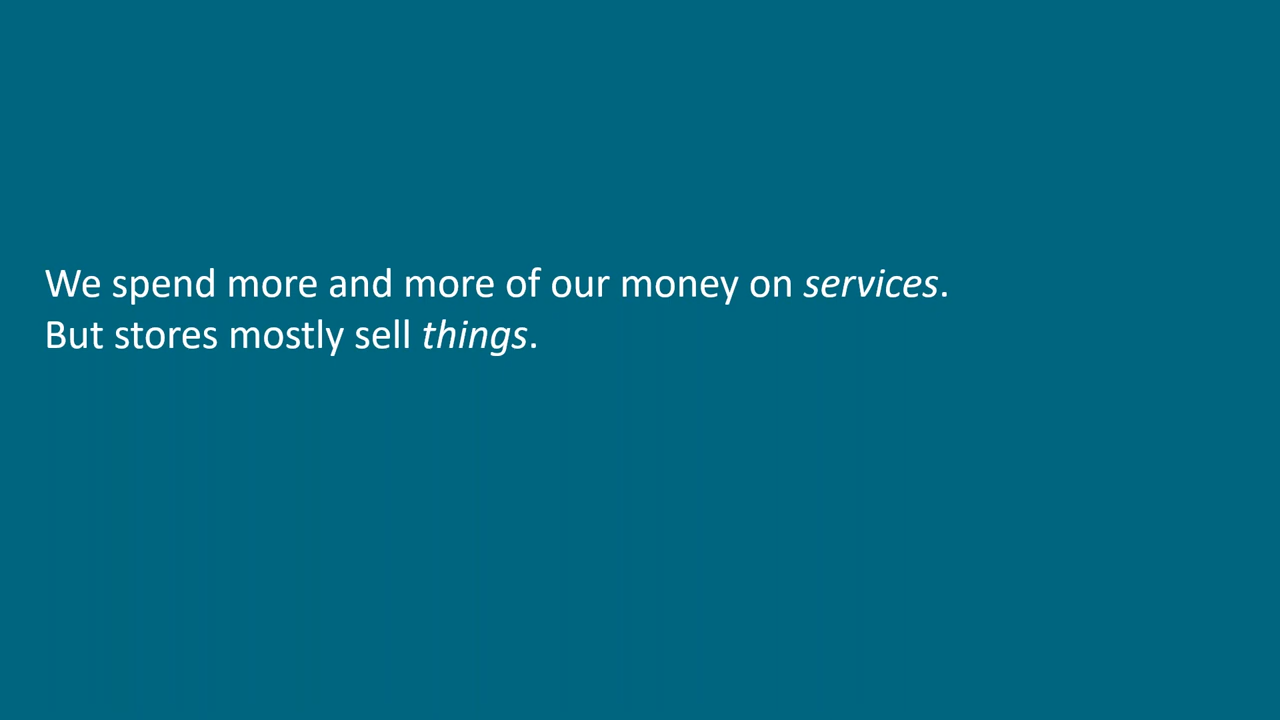 We spend more and more of our money on services.
But stores mostly sell things.